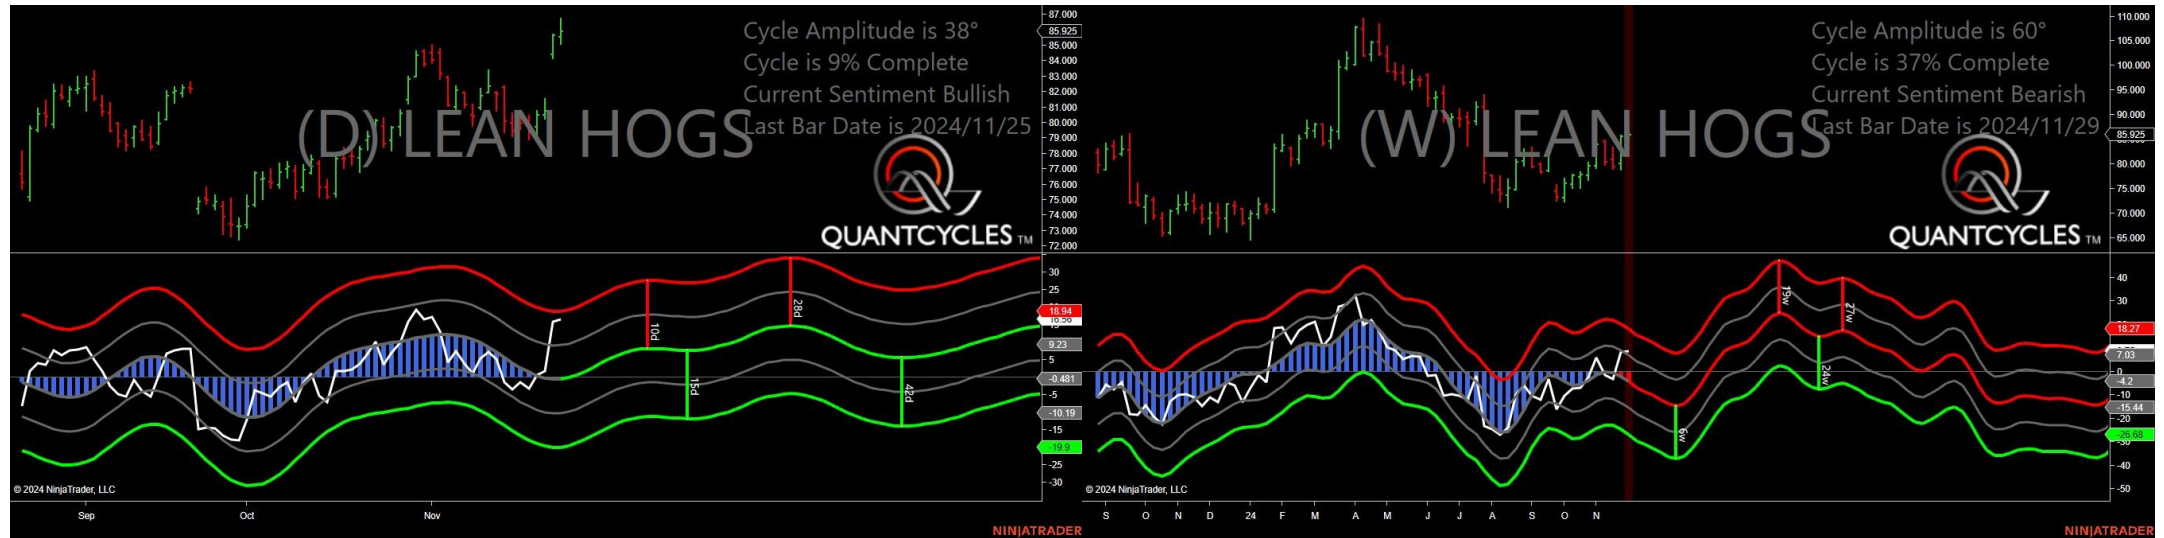 Cycle Amplitude is 38°
Cycle is 9% Complete
Current Sentiment Bullish
Last Bar Date is 2024/11/25
(D) LEAN HOGS
QUANTCYCLES TM
87.000
85.925
85.000
84.000
83.000
82.000
81.000
80.000
79.000
78.000
77.000
76.000
75.000
74.000
73.000
72.000
10d
15d
28d
42d
30
25
18.94
9.23
5
-0.481
-5
-10.19
-15
-19.9
-25
-30
© 2024 NinjaTrader, LLC
Sep
Oct
Nov
NINJATRADER
Cycle Amplitude is 60°
Cycle is 37% Complete
Current Sentiment Bearish
Last Bar Date is 2024/11/29
(W) LEAN HOGS
QUANTCYCLES TM
110.000
105.000
100.000
95.000
90.000
85.925
80.000
75.000
70.000
65.000
6w
19w
24w
27w
40
30
18.27
7.03
0
-4.2
-10
-15.44
-20
-26.68
-30
-40
-50
© 2024 NinjaTrader, LLC
S
O
N
D
24
F
M
A
M
J
J
A
S
O
N
NINJATRADER